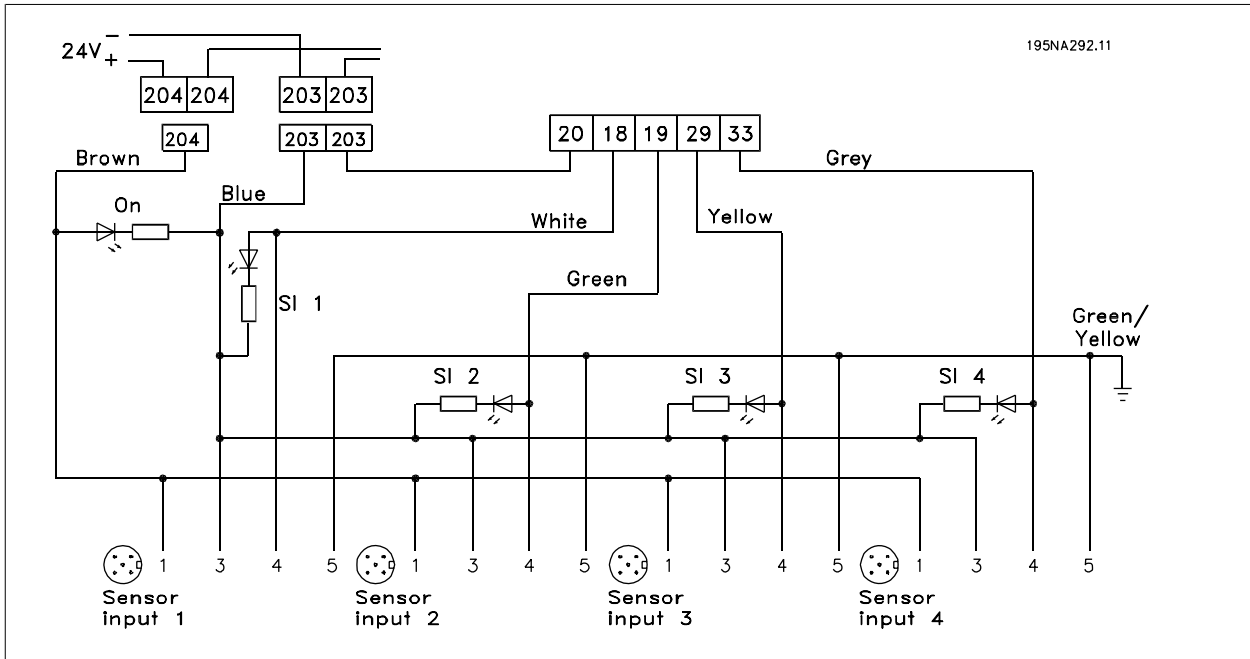 195NA292.11
−
24V
+
204 204 203 203
204 203 203 20 18 19 29 33
Brown
Grey
Blue
On
White
Yellow
Green
SI 1
Green/
Yellow
SI 2
SI 3
SI 4
1 3 4 5 1 3 4 5 1 3 4 5 1 3 4 5
Sensor
input 1
Sensor
input 2
Sensor
input 3
Sensor
input 4